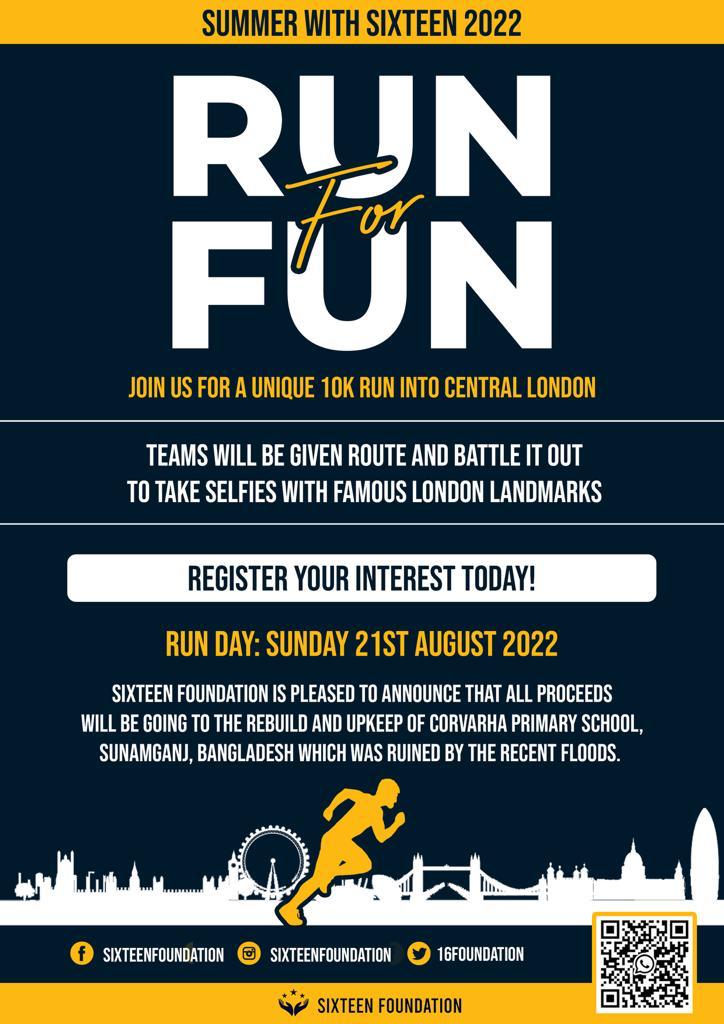 SUMMER WITH SIXTEEN 2022
RUN
For
FUN
JOIN US FOR A UNIQUE 10K RUN INTO CENTRAL LONDON
TEAMS WILL BE GIVEN ROUTE AND BATTLE IT OUT
TO TAKE SELFIES WITH FAMOUS LONDON LANDMARKS
REGISTER YOUR INTEREST TODAY!
RUN DAY: SUNDAY 21ST AUGUST 2022
SIXTEEN FOUNDATION IS PLEASED TO ANNOUNCE THAT ALL PROCEEDS
WILL BE GOING TO THE REBUILD AND UPKEEP OF CORVARHA PRIMARY SCHOOL,
SUNAMGANJ, BANGLADESH WHICH WAS RUINED BY THE RECENT FLOODS.
SIXTEENFOUNDATION SIXTEENFOUNDATION 16FOUNDATION
SIXTEEN FOUNDATION